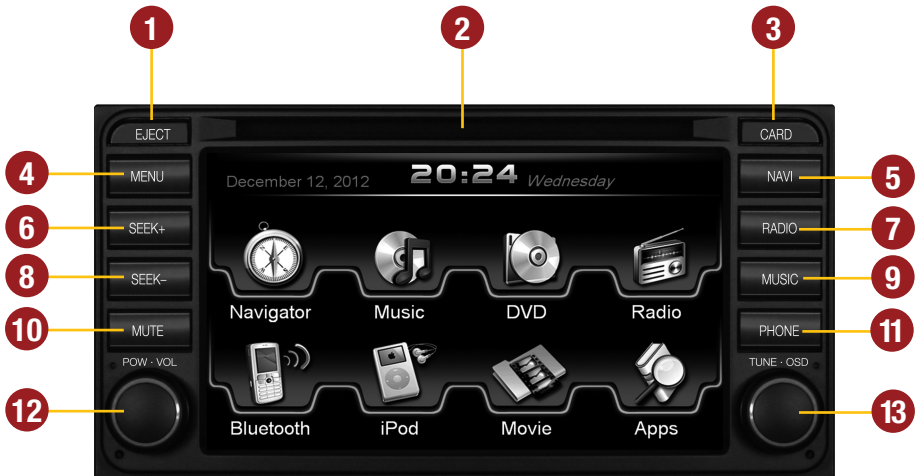 1 2 3
EJECT CARD
4 MENU December 12, 2012 20:24 Wednesday NAVI 5
6 SEEK+ RADIO 7
8 SEEK– MUSIC 9
Navigator Music DVD Radio
10 MUTE PHONE 11
POW · VOL TUNE · OSD
12 13
Bluetooth iPod Movie Apps